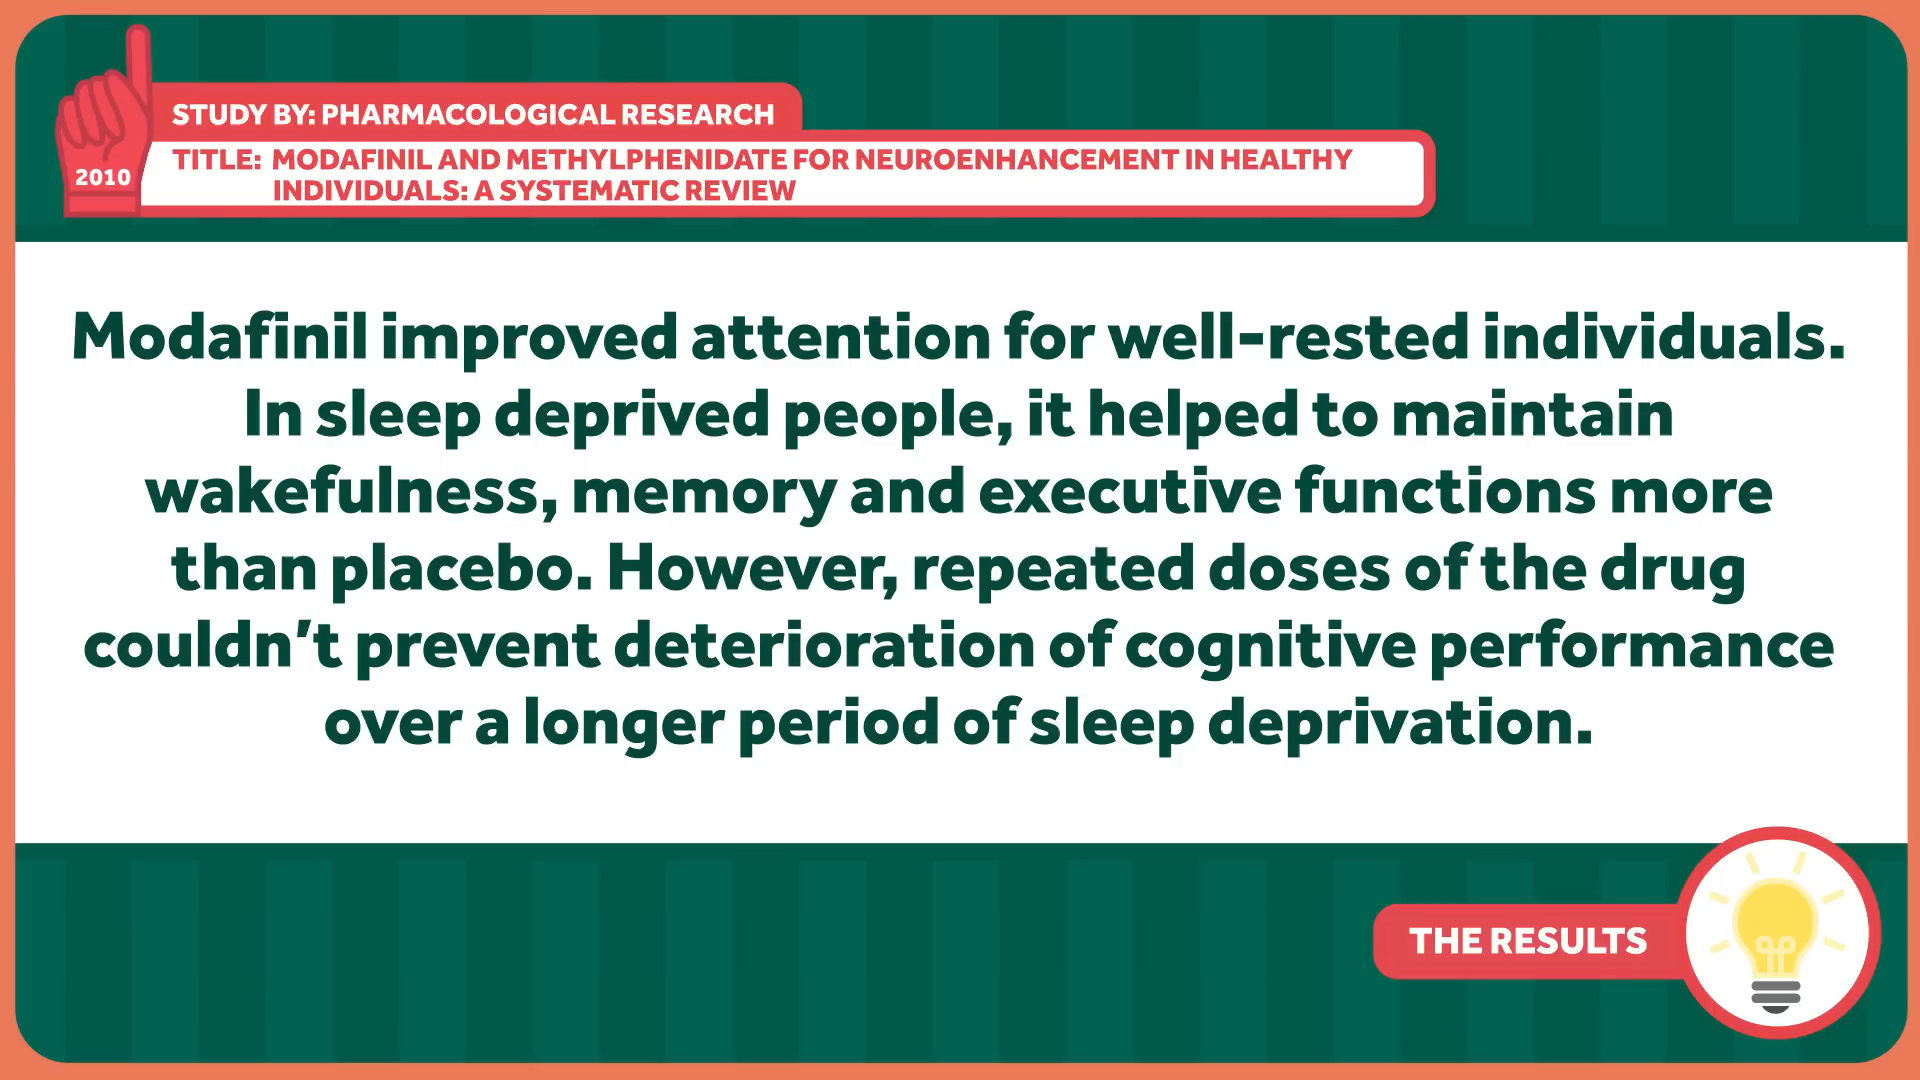 STUDY BY: PHARMACOLOGICAL RESEARCH
2010
TITLE: MODAFINIL AND METHYLPHENIDATE FOR NEUROENHANCEMENT IN HEALTHY
INDIVIDUALS: A SYSTEMATIC REVIEW
Modafinil improved attention for well-rested individuals.
In sleep deprived people, it helped to maintain
wakefulness, memory and executive functions more
than placebo. However, repeated doses of the drug
couldn't prevent deterioration of cognitive performance
over a longer period of sleep deprivation.
THE RESULTS